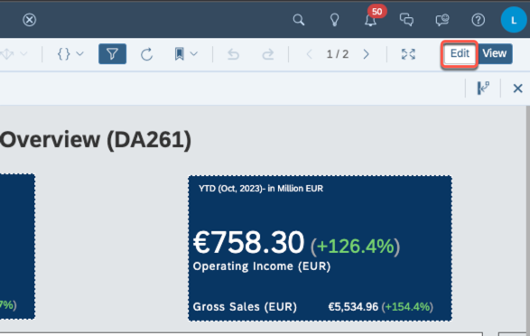 50
L
{}
1 / 2
Edit
View
Overview (DA261)
YTD (Oct, 2023)- in Million EUR
€758.30 (+126.4%)
Operating Income (EUR)
7%)
Gross Sales (EUR) €5,534.96 (+154.4%)